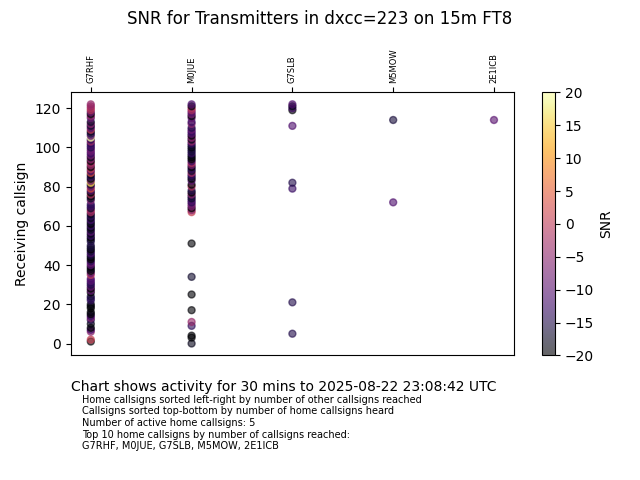 SNR for Transmitters in dxcc=223 on 15m FT8
G7RHF M0JUE G7SLB M5MOW 2E1ICB
120
100
80
60
40
20
0
Receiving callsign
20
15
10
5
0
−5
−10
−15
−20
SNR
Chart shows activity for 30 mins to 2025-08-22 23:08:42 UTC
Home callsigns sorted left-right by number of other callsigns reached
Callsigns sorted top-bottom by number of home callsigns heard
Number of active home callsigns: 5
Top 10 home callsigns by number of callsigns reached:
G7RHF, M0JUE, G7SLB, M5MOW, 2E1ICB